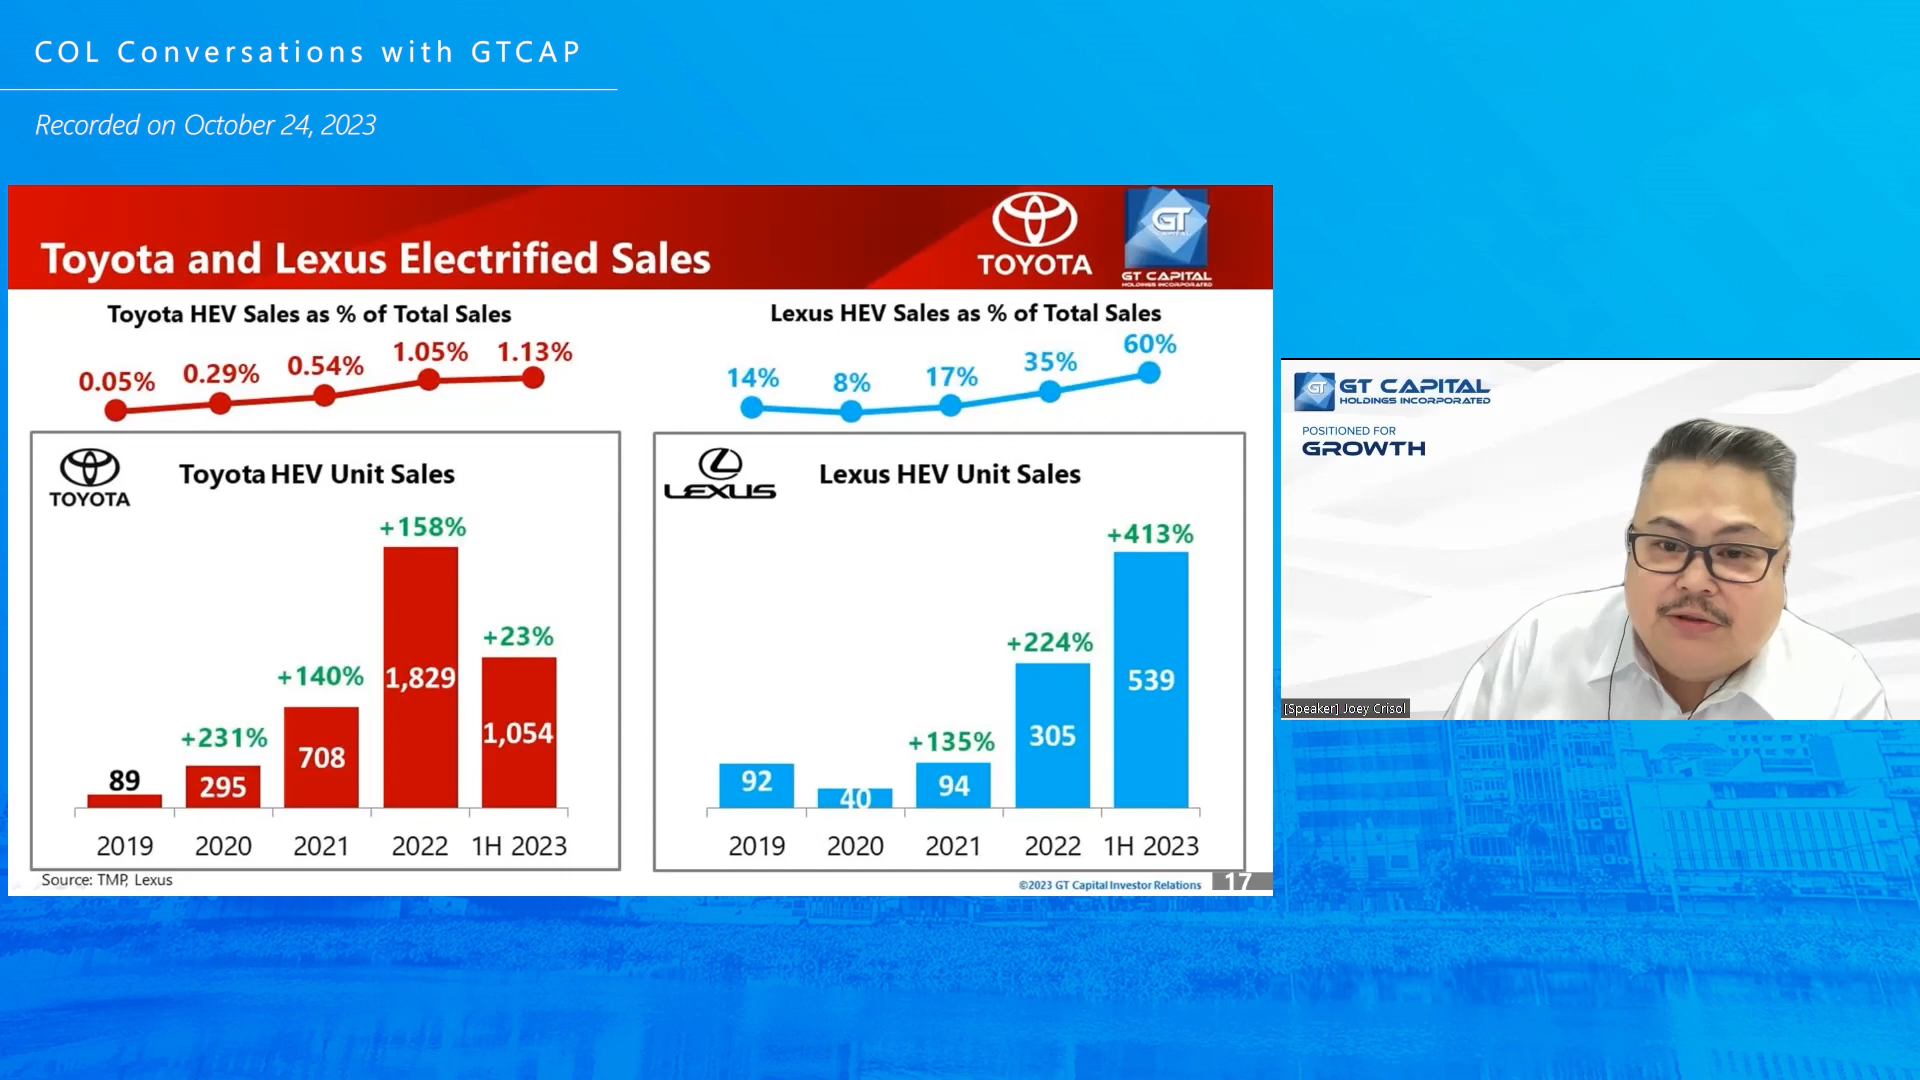 COL Conversations with GTCAP
Recorded on October 24, 2023
Toyota and Lexus Electrified Sales
TOYOTA
GT
CAPITAL
GT CAPITAL
HOLDINGS INCORPORATED
Toyota HEV Sales as % of Total Sales
0.05%
0.29%
0.54%
1.05%
1.13%
Lexus HEV Sales as % of Total Sales
14%
8%
17%
35%
60%
TOYOTA
Toyota HEV Unit Sales
+231%
+140%
+158%
+23%
89
295
708
1,829
1,054
2019
2020
2021
2022
1H 2023
LEXUS
Lexus HEV Unit Sales
+135%
+224%
+413%
92
40
94
305
539
2019
2020
2021
2022
1H 2023
Source: TMP, Lexus
©2023 GT Capital Investor Relations
17
GT
GT CAPITAL
HOLDINGS INCORPORATED
POSITIONED FOR
GROWTH
[Speaker] Joey Crisol